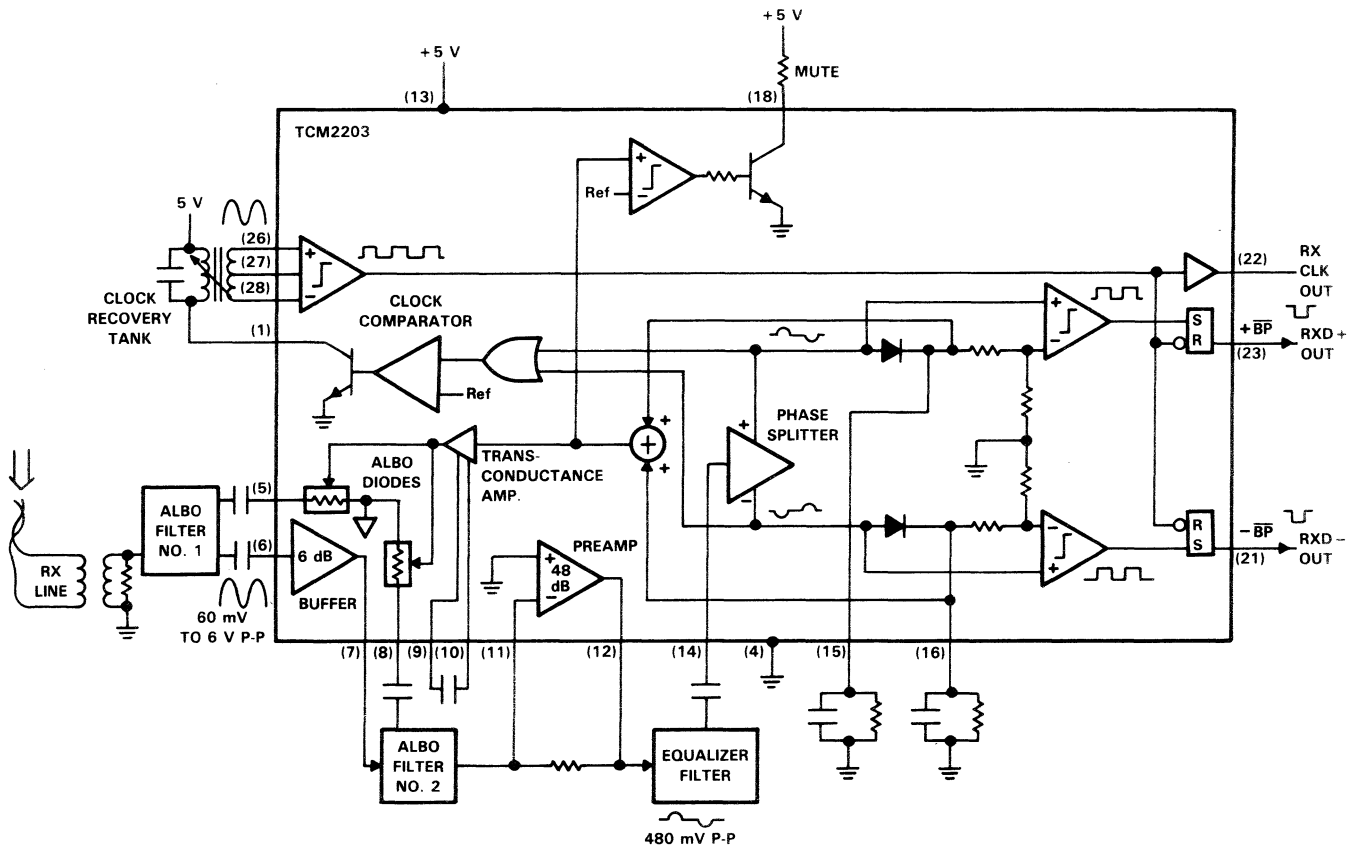 +5 V
+5 V
MUTE
(13)
(18)
TCM2203
+
Ref
−
5 V
(26)
(27)
(28)
+
−
(22)
RX
CLK
OUT
CLOCK
RECOVERY
TANK
(1)
CLOCK
COMPARATOR
Ref
+
−
S
R
+BP
(23)
RXD+
OUT
+
+
+
PHASE
SPLITTER
+
−
TRANS-
CONDUCTANCE
AMP.
ALBO
DIODES
RX
LINE
ALBO
FILTER
NO. 1
(5)
(6)
6 dB
BUFFER
60 mV
TO 6 V P-P
PREAMP
+
48
dB
−
−
+
R
S
−BP
(21)
RXD−
OUT
(7)
(8)
(9)
(10)
(11)
(12)
(14)
(4)
(15)
(16)
ALBO
FILTER
NO. 2
EQUALIZER
FILTER
480 mV P-P